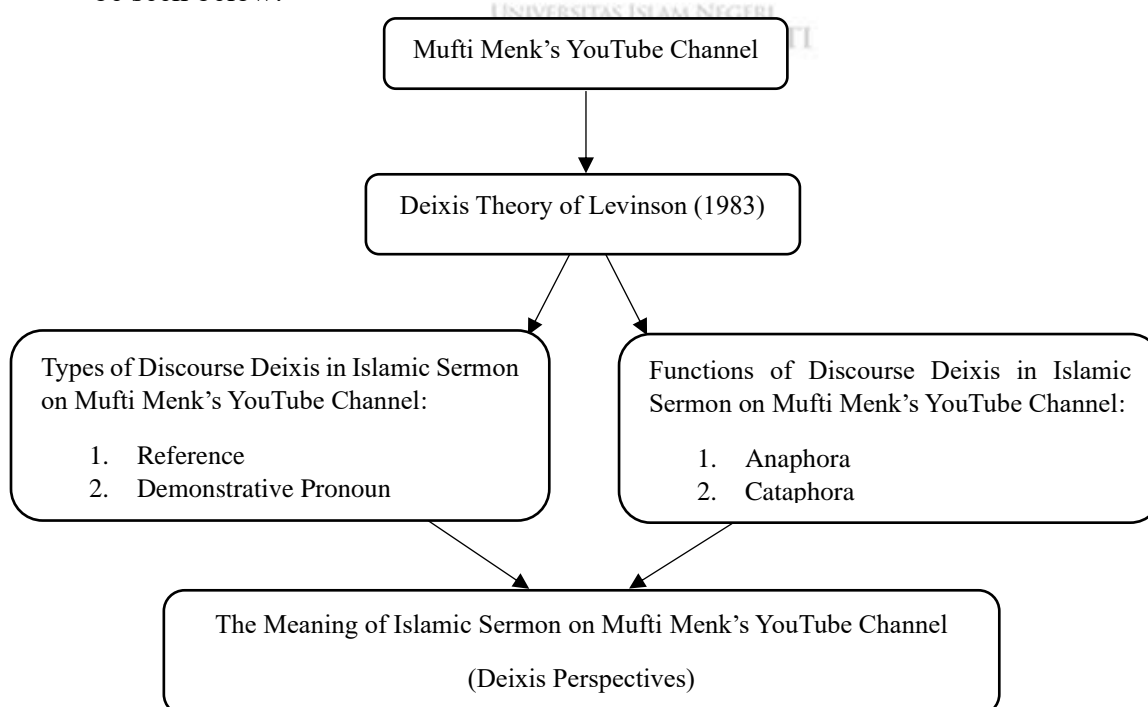 be seen below:
UNIVERSITAS ISLAM NEGERI
Mufti Menk's YouTube Channel
Deixis Theory of Levinson (1983)
Types of Discourse Deixis in Islamic Sermon
on Mufti Menk's YouTube Channel:
1. Reference
2. Demonstrative Pronoun
Functions of Discourse Deixis in Islamic
Sermon on Mufti Menk's YouTube Channel:
1. Anaphora
2. Cataphora
The Meaning of Islamic Sermon on Mufti Menk's YouTube Channel
(Deixis Perspectives)